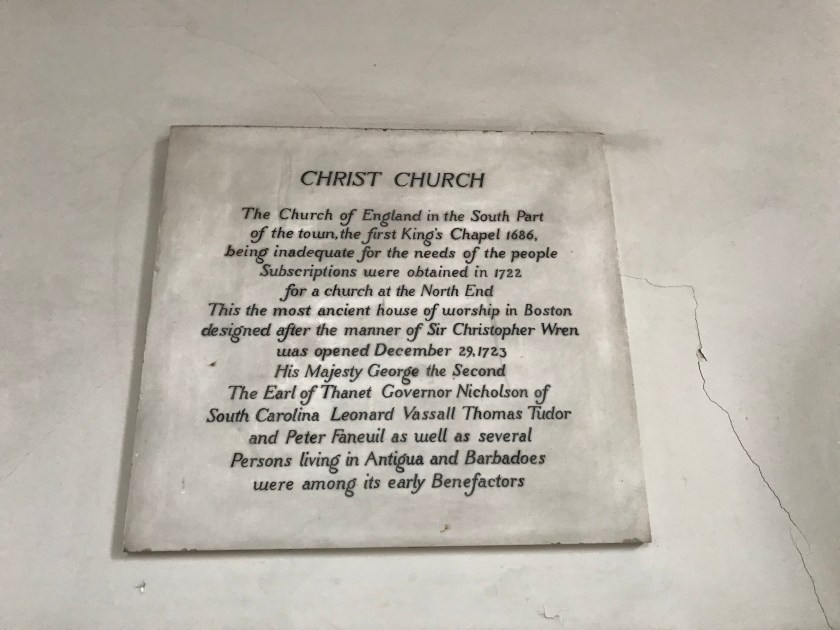 CHRIST CHURCH
The Church of England in the South Part
of the town, the first King's Chapel 1686,
being inadequate for the needs of the people
Subscriptions were obtained in 1722
for a church at the North End
This the most ancient house of worship in Boston
designed after the manner of Sir Christopher Wren
was opened December 29, 1723
His Majesty George the Second
The Earl of Thanet Governor Nicholson of
South Carolina Leonard Vassall Thomas Tudor
and Peter Faneuil as well as several
Persons living in Antigua and Barbadoes
were among its early Benefactors